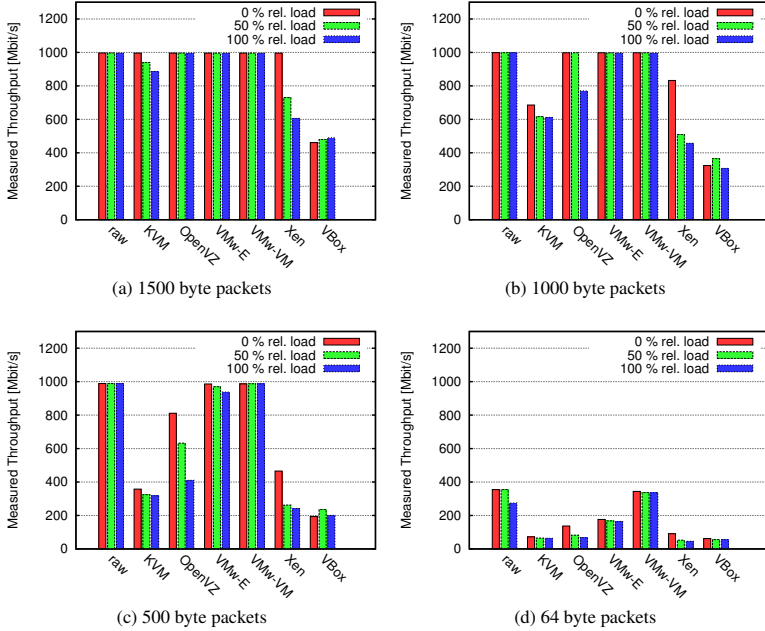 0 % rel. load
50 % rel. load
100 % rel. load
Measured Throughput [Mbit/s]
1200
1000
800
600
400
200
0
raw
KVM
OpenVZ
VMw-E
VMw-VM
Xen
VBox
(a) 1500 byte packets
0 % rel. load
50 % rel. load
100 % rel. load
Measured Throughput [Mbit/s]
1200
1000
800
600
400
200
0
raw
KVM
OpenVZ
VMw-E
VMw-VM
Xen
VBox
(b) 1000 byte packets
0 % rel. load
50 % rel. load
100 % rel. load
Measured Throughput [Mbit/s]
1200
1000
800
600
400
200
0
raw
KVM
OpenVZ
VMw-E
VMw-VM
Xen
VBox
(c) 500 byte packets
0 % rel. load
50 % rel. load
100 % rel. load
Measured Throughput [Mbit/s]
1200
1000
800
600
400
200
0
raw
KVM
OpenVZ
VMw-E
VMw-VM
Xen
VBox
(d) 64 byte packets